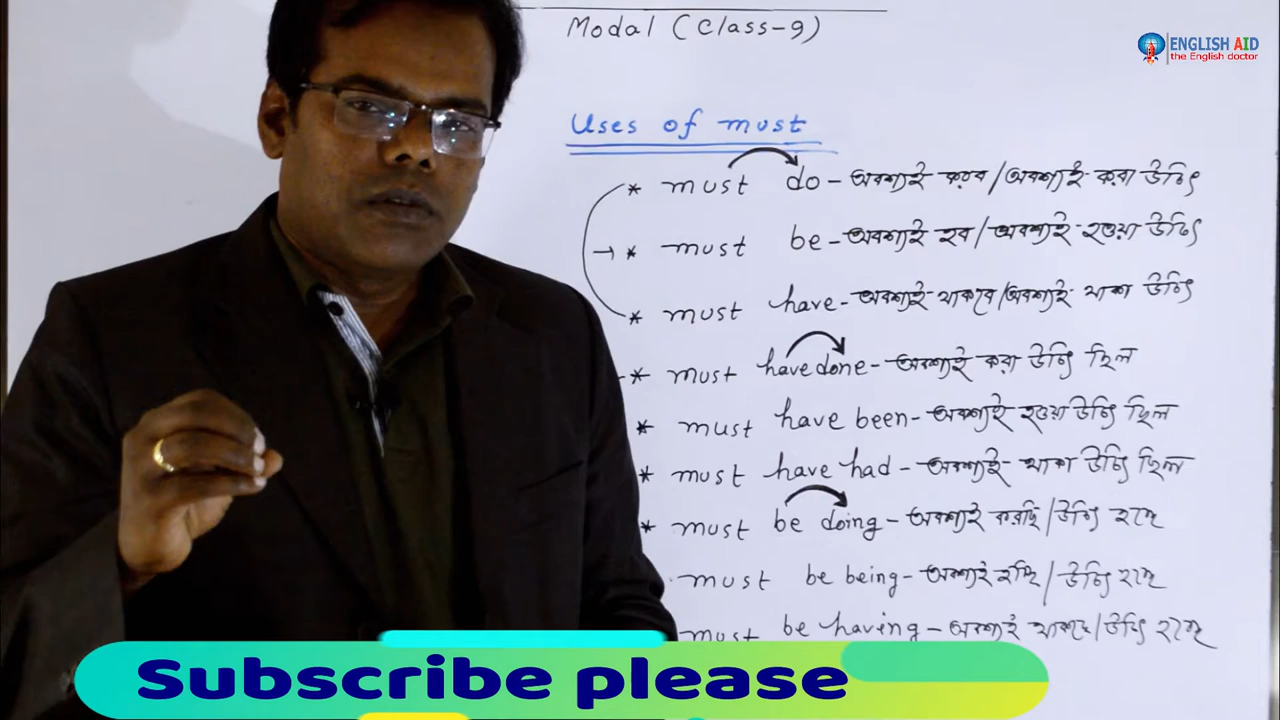 Modal (Class-9)
ENGLISH AID
the English doctor
Uses of must
* must do - অবশ্যই করব / অবশ্যই করা উচিৎ
→ * must be - অবশ্যই হব / অবশ্যই হওয়া উচিৎ
* must have - অবশ্যই থাকবে / অবশ্যই থাকা উচিৎ
* must have done - অবশ্যই করা উচিৎ ছিল
* must have been - অবশ্যই হওয়া উচিৎ ছিল
* must have had - অবশ্যই থাকা উচিৎ ছিল
* must be doing - অবশ্যই করছি / উচিৎ হচ্ছে
must be being - অবশ্যই হচ্ছি / উচিৎ হচ্ছে
must be having - অবশ্যই থাকছে / উচিৎ হচ্ছে
Subscribe please